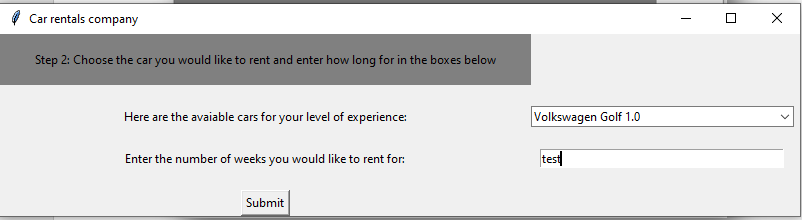 Car rentals company
Step 2: Choose the car you would like to rent and enter how long for in the boxes below
Here are the avaiable cars for your level of experience:
Volkswagen Golf 1.0
Enter the number of weeks you would like to rent for:
test
Submit